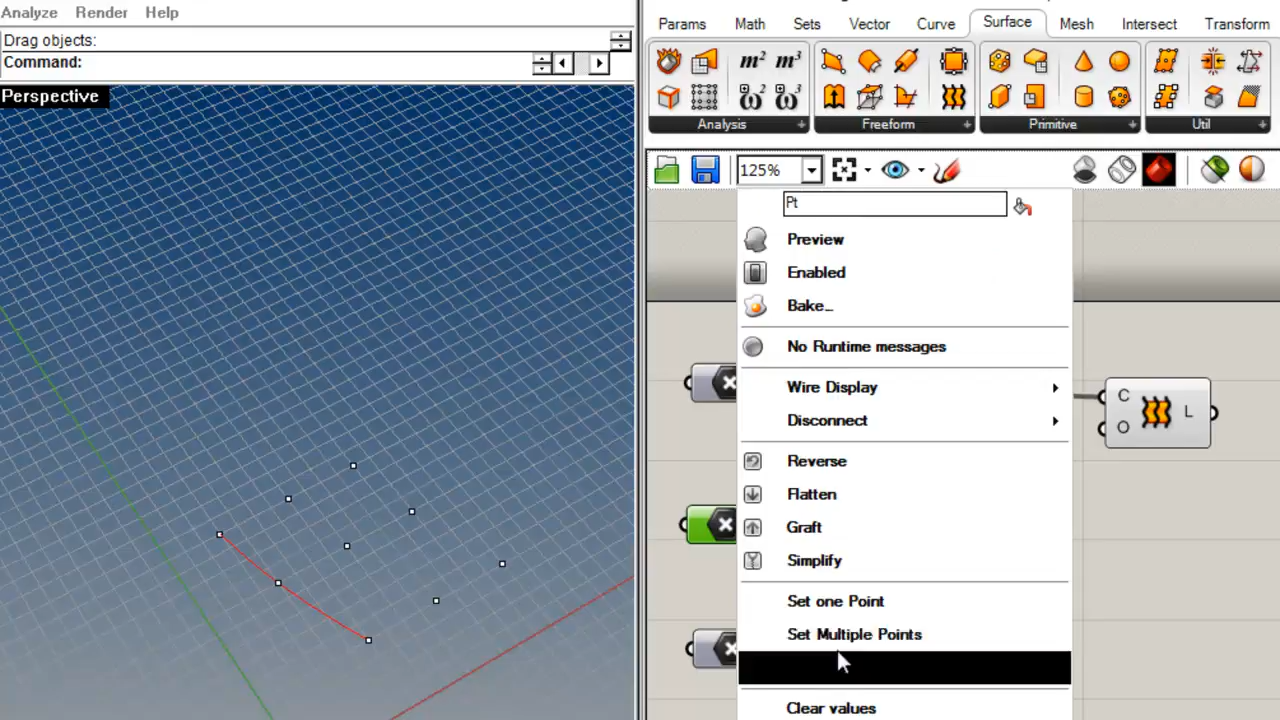 Analyze Render Help
Drag objects:
Command:
Perspective
Params Math Sets Vector Curve Surface Mesh Intersect Transform
m² m³
ω² ω³
Analysis Freeform Primitive Util
125%
Pt
Preview
Enabled
Bake...
No Runtime messages
Wire Display
Disconnect
Reverse
Flatten
Graft
Simplify
Set one Point
Set Multiple Points
Clear values
C
O
L